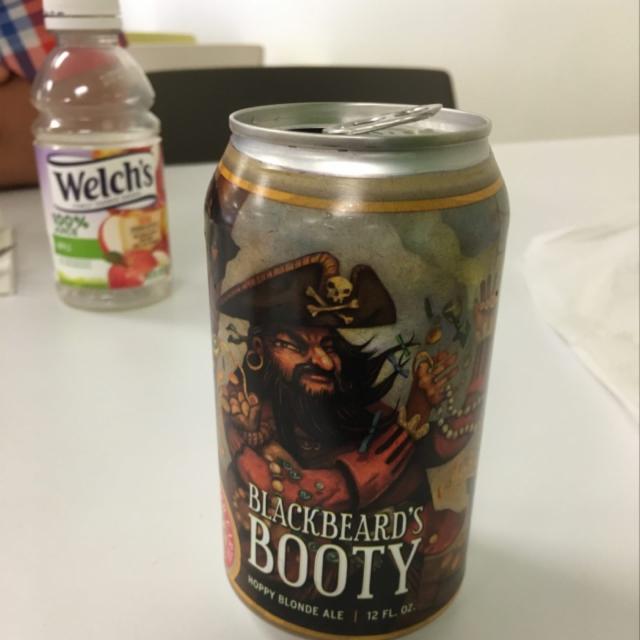 Welch's
100%
BLACKBEARD'S
BOOTY
HOPPY BLONDE ALE | 12 FL. OZ.